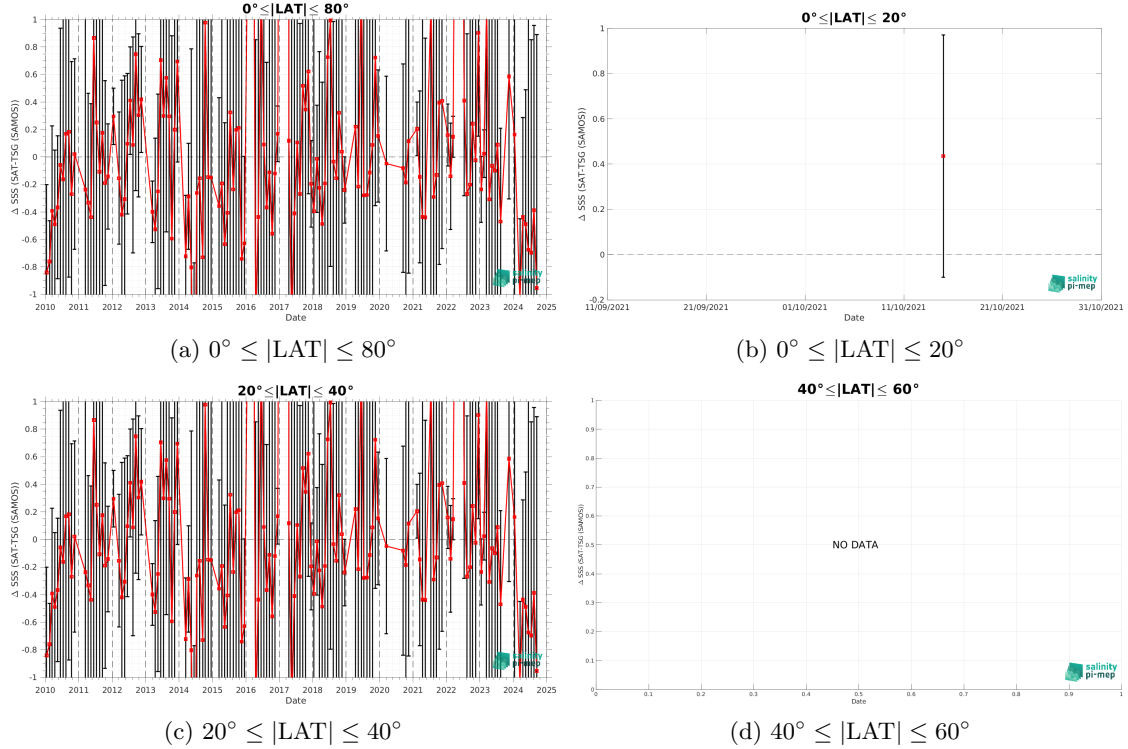 0°≤|LAT|≤ 80°
Δ SSS (SAT-TSG (SAMOS))
1
0.8
0.6
0.4
0.2
0
-0.2
-0.4
-0.6
-0.8
-1
2010 2011 2012 2013 2014 2015 2016 2017 2018 2019 2020 2021 2022 2023 2024 2025
Date
salinity
pi-mep
(a) 0° ≤ |LAT| ≤ 80°
0°≤|LAT|≤ 20°
Δ SSS (SAT-TSG (SAMOS))
1
0.8
0.6
0.4
0.2
0
-0.2
11/09/2021 21/09/2021 01/10/2021 11/10/2021 21/10/2021 31/10/2021
Date
salinity
pi-mep
(b) 0° ≤ |LAT| ≤ 20°
20°≤|LAT|≤ 40°
Δ SSS (SAT-TSG (SAMOS))
1
0.8
0.6
0.4
0.2
0
-0.2
-0.4
-0.6
-0.8
-1
2010 2011 2012 2013 2014 2015 2016 2017 2018 2019 2020 2021 2022 2023 2024 2025
Date
salinity
pi-mep
(c) 20° ≤ |LAT| ≤ 40°
40°≤|LAT|≤ 60°
Δ SSS (SAT-TSG (SAMOS))
1
0.9
0.8
0.7
0.6
0.5
0.4
0.3
0.2
0.1
0
NO DATA
0 0.1 0.2 0.3 0.4 0.5 0.6 0.7 0.8 0.9 1
Date
salinity
pi-mep
(d) 40° ≤ |LAT| ≤ 60°